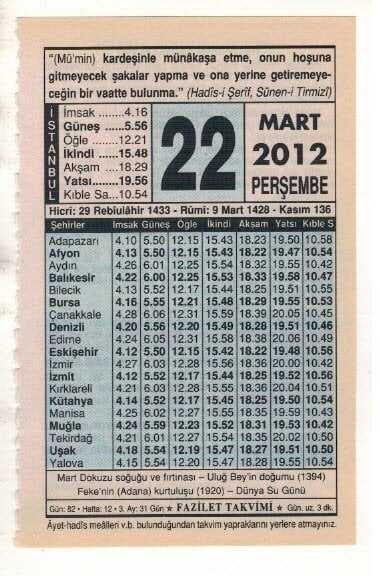 “(Mü’min) kardeşinle münâkaşa etme, onun hoşuna
gitmeyecek şakalar yapma ve ona yerine getiremeye-
ceğin bir vaatte bulunma.” (Hadîs-i Şerîf, Sünen-i Tirmizî)
İSTANBUL
İmsak ........4.16
Güneş .......5.56
Öğle ........12.21
İkindi ......15.48
Akşam ....18.29
Yatsı........19.56
Kıble Sa...10.54
22
MART
2012
PERŞEMBE
Hicrî: 29 Rebiulâhir 1433 - Rûmi: 9 Mart 1428 - Kasım 136
Şehirler İmsak Güneş Öğle İkindi Akşam Yatsı Kıble S
Adapazarı 4.10 5.50 12.15 15.43 18.23 19.50 10.58
Afyon 4.13 5.50 12.15 15.43 18.22 19.47 10.54
Aydın 4.26 6.01 12.25 15.54 18.32 19.55 10.42
Balıkesir 4.22 6.00 12.25 15.53 18.33 19.58 10.47
Bilecik 4.13 5.52 12.17 15.45 18.25 19.51 10.55
Bursa 4.16 5.55 12.21 15.48 18.29 19.55 10.53
Çanakkale 4.28 6.06 12.31 15.59 18.39 20.05 10.45
Denizli 4.20 5.56 12.20 15.49 18.28 19.51 10.46
Edirne 4.24 6.05 12.31 15.58 18.38 20.06 10.49
Eskişehir 4.12 5.50 12.15 15.42 18.22 19.48 10.56
İzmir 4.27 6.03 12.28 15.56 18.36 20.00 10.42
İzmit 4.12 5.52 12.17 15.44 18.25 19.52 10.56
Kırklareli 4.21 6.03 12.28 15.55 18.36 20.04 10.51
Kütahya 4.14 5.52 12.17 15.45 18.25 19.50 10.54
Manisa 4.25 6.02 12.27 15.55 18.35 19.59 10.43
Muğla 4.24 5.59 12.23 15.52 18.31 19.53 10.42
Tekirdağ 4.21 6.01 12.27 15.54 18.35 20.02 10.50
Uşak 4.18 5.54 12.19 15.47 18.27 19.51 10.51
Yalova 4.15 5.54 12.20 15.47 18.28 19.55 10.54
Mart Dokuzu soğuğu ve fırtınası – Uluğ Bey’in doğumu (1394)
Feke’nin (Adana) kurtuluşu (1920) – Dünya Su Günü
Gün: 82 • Hafta: 12 • 3. Ay: 31 Gün ★ FAZİLET TAKVİMİ ★ Gün. uz. 3 dk.
Âyet-hadîs meâlleri v.b. bulunduğundan takvim yapraklarını yerlere atmayınız.